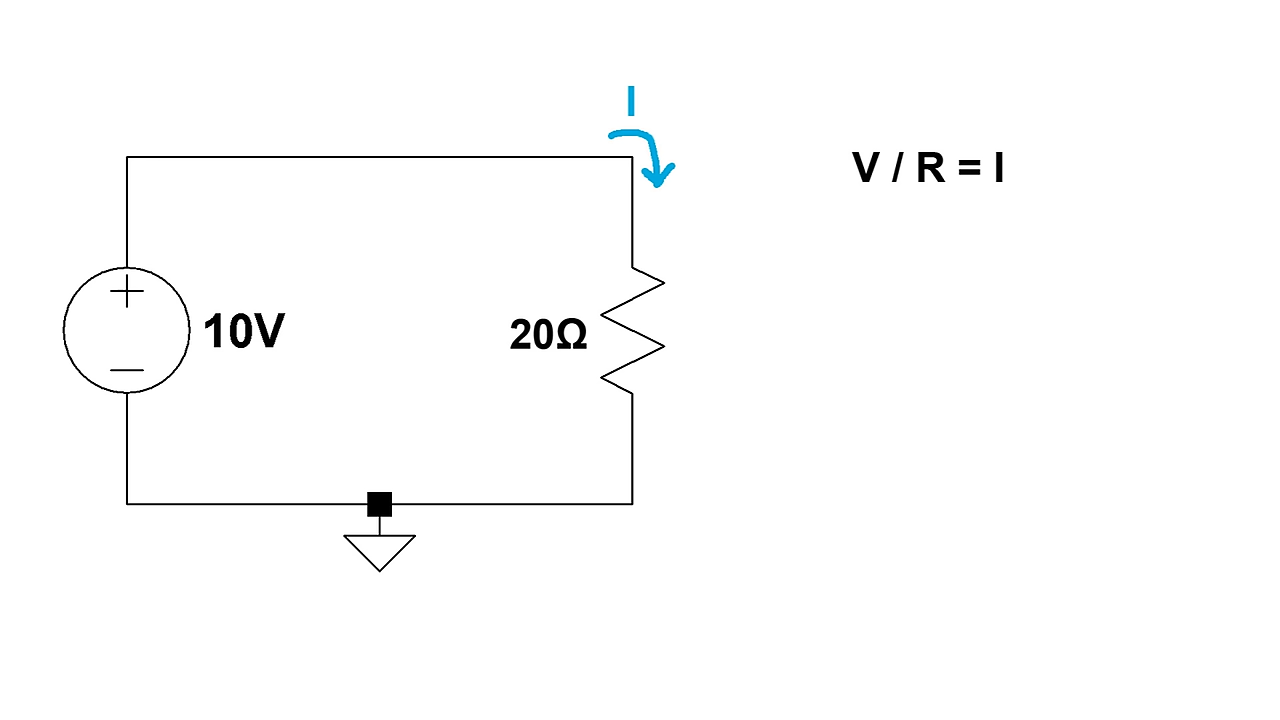 I
V / R = I
10V
20Ω